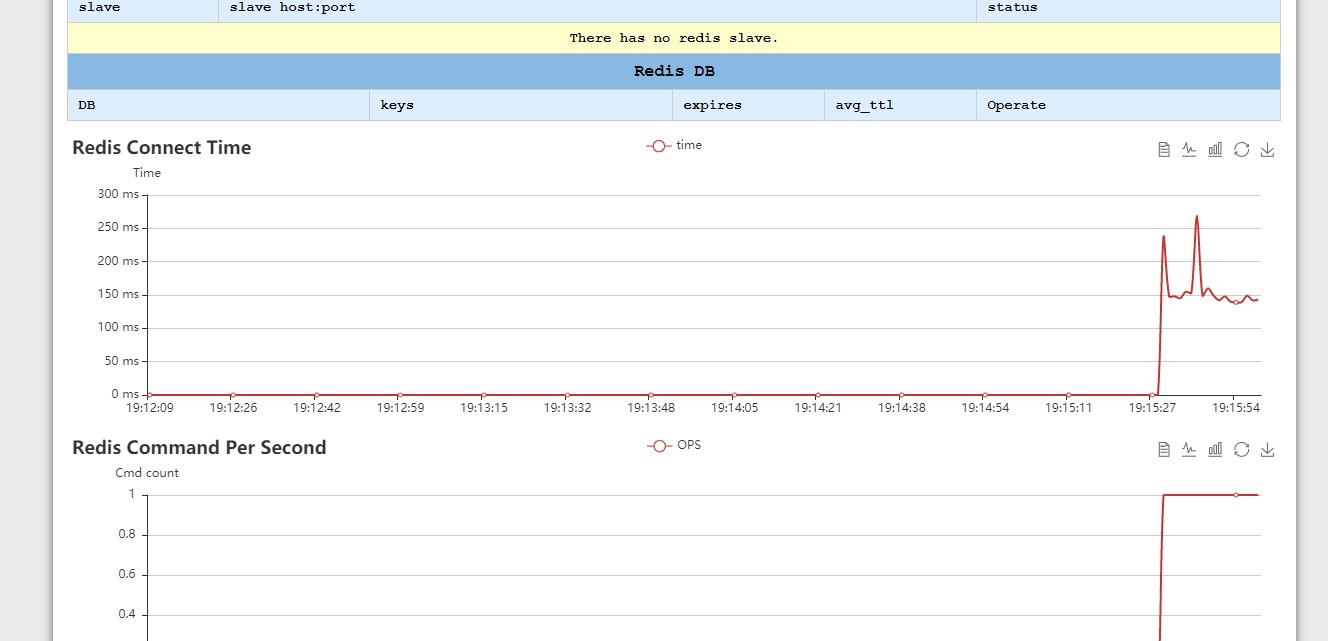 slave slave host:port status
There has no redis slave.
Redis DB
DB keys expires avg_ttl Operate
Redis Connect Time time
Time
300 ms
250 ms
200 ms
150 ms
100 ms
50 ms
0 ms
19:12:09 19:12:26 19:12:42 19:12:59 19:13:15 19:13:32 19:13:48 19:14:05 19:14:21 19:14:38 19:14:54 19:15:11 19:15:27 19:15:54
Redis Command Per Second OPS
Cmd count
1
0.8
0.6
0.4